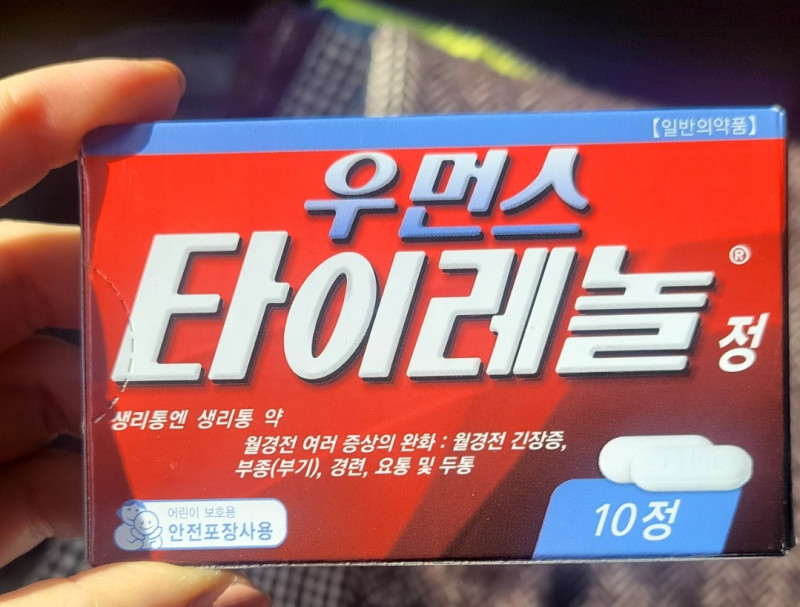 【일반의약품】
우먼스
타이레놀® 정
생리통엔 생리통 약
월경전 여러 증상의 완화 : 월경전 긴장증,
부종(부기), 경련, 요통 및 두통
어린이 보호용
안전포장사용
10정